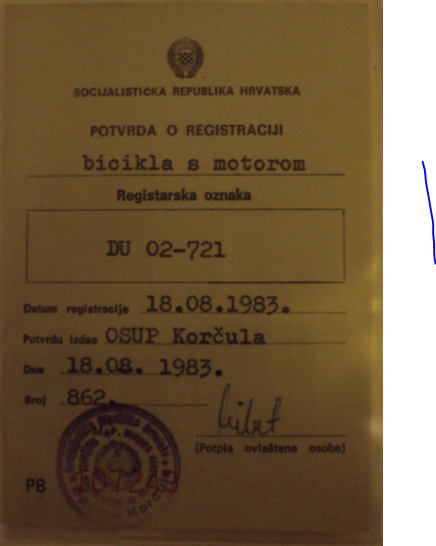 SOCIJALISTIČKA REPUBLIKA HRVATSKA
POTVRDA O REGISTRACIJI
bicikla s motorom
Registarska oznaka
DU 02-721
Datum registracije 18.08.1983.
Potvrdu izdao OSUP Korčula
Dne 18.08. 1983.
Broj 862.
(Potpis ovlaštene osobe)
PB 107249